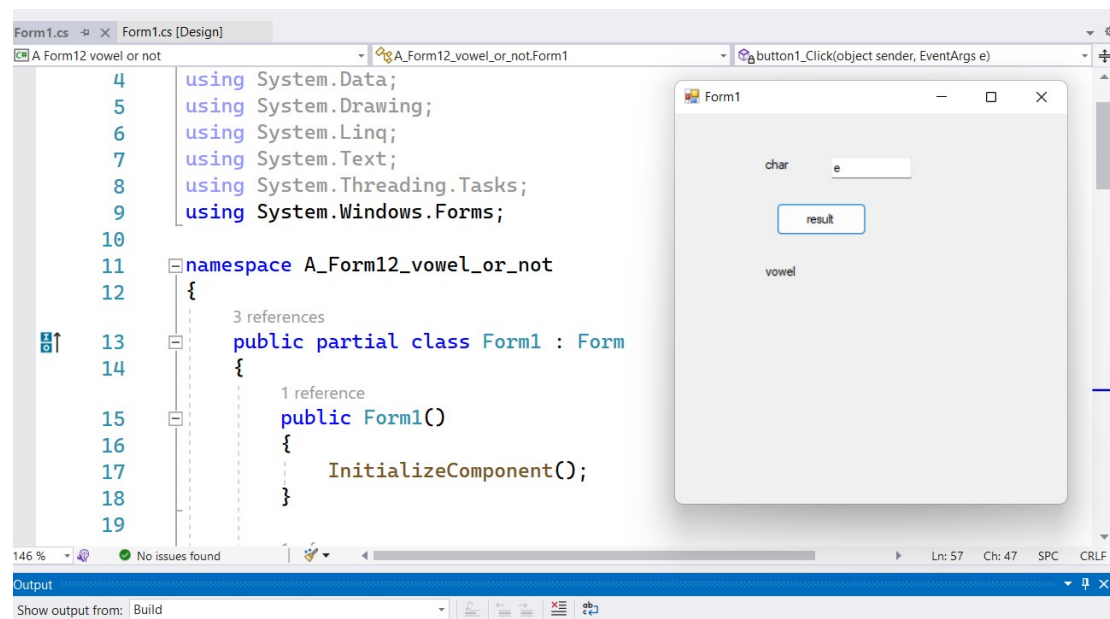 Form1.cs Form1.cs [Design]
C# A Form12 vowel or not A_Form12_vowel_or_not.Form1 button1_Click(object sender, EventArgs e)
4 using System.Data;
5 using System.Drawing;
6 using System.Linq;
7 using System.Text;
8 using System.Threading.Tasks;
9 using System.Windows.Forms;
10
11 namespace A_Form12_vowel_or_not
12 {
3 references
13 public partial class Form1 : Form
14 {
1 reference
15 public Form1()
16 {
17 InitializeComponent();
18 }
19
Form1
char e
result
vowel
146 % No issues found Ln: 57 Ch: 47 SPC CRLF
Output
Show output from: Build